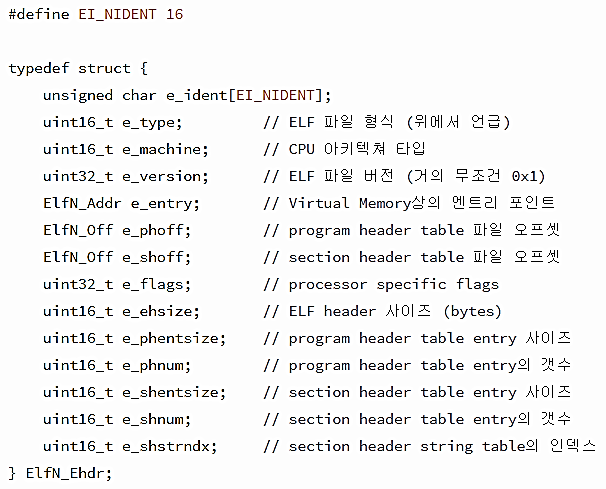 #define EI_NIDENT 16
typedef struct {
unsigned char e_ident[EI_NIDENT];
uint16_t e_type; // ELF 파일 형식 (위에서 언급)
uint16_t e_machine; // CPU 아키텍쳐 타입
uint32_t e_version; // ELF 파일 버전 (거의 무조건 0x1)
ElfN_Addr e_entry; // Virtual Memory상의 엔트리 포인트
ElfN_Off e_phoff; // program header table 파일 오프셋
ElfN_Off e_shoff; // section header table 파일 오프셋
uint32_t e_flags; // processor specific flags
uint16_t e_ehsize; // ELF header 사이즈 (bytes)
uint16_t e_phentsize; // program header table entry 사이즈
uint16_t e_phnum; // program header table entry의 갯수
uint16_t e_shentsize; // section header table entry 사이즈
uint16_t e_shnum; // section header table entry의 갯수
uint16_t e_shstrndx; // section header string table의 인덱스
} ElfN_Ehdr;